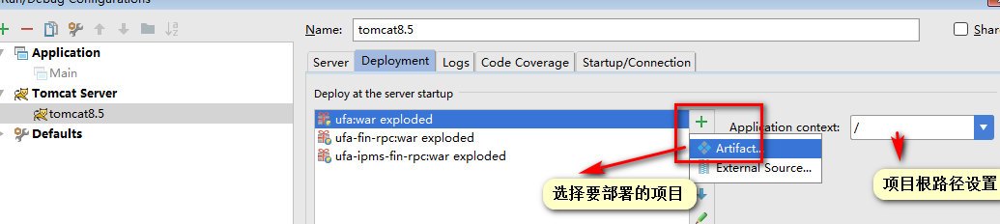 Run/Debug Configurations
Name: tomcat8.5
Share
Application
Main
Tomcat Server
tomcat8.5
Defaults
Server
Deployment
Logs
Code Coverage
Startup/Connection
Deploy at the server startup
ufa:war exploded
ufa-fin-rpc:war exploded
ufa-ipms-fin-rpc:war exploded
Application context: /
Artifact...
External Source...
选择要部署的项目
项目根路径设置